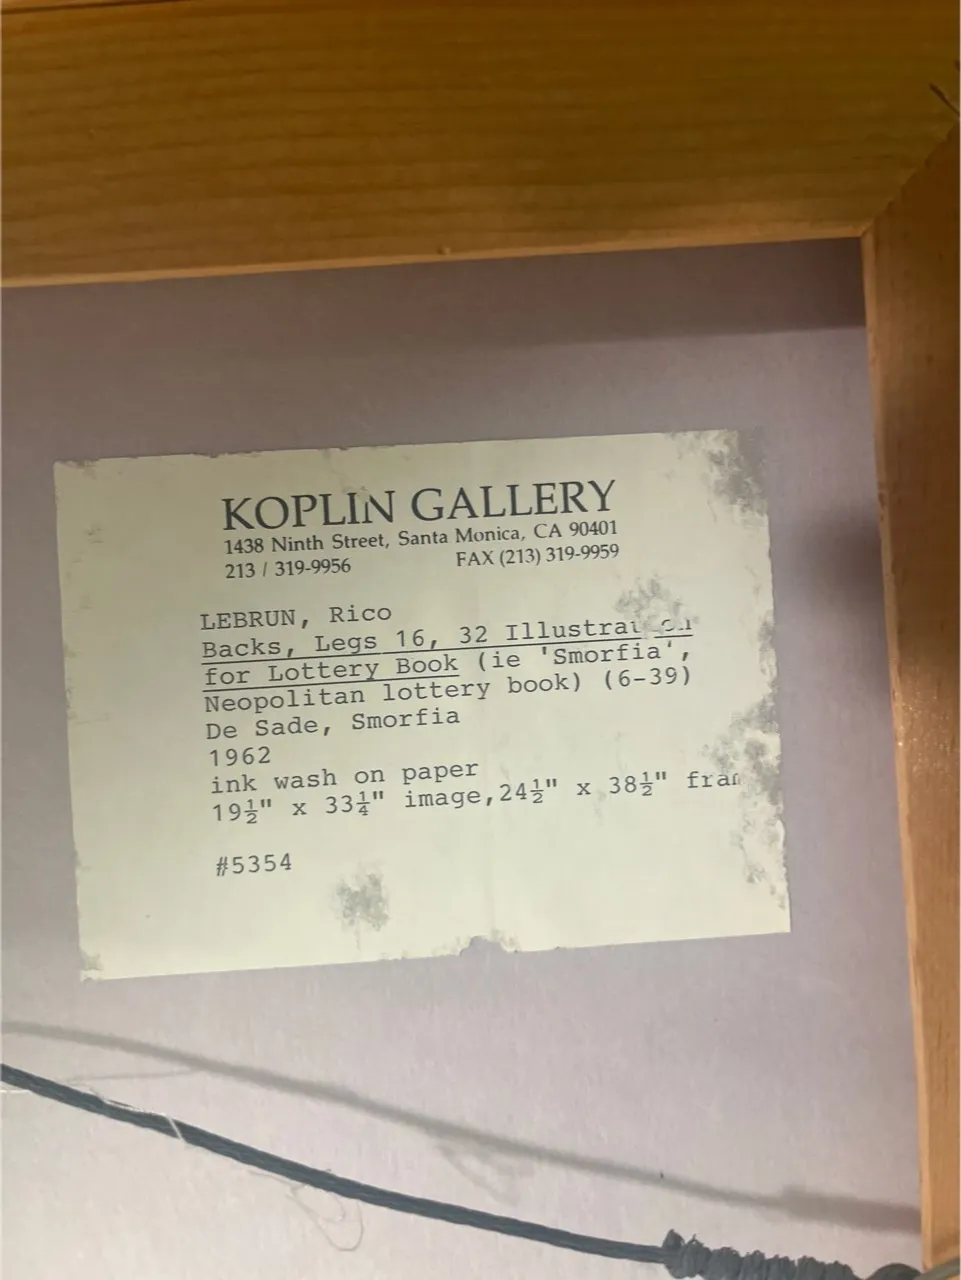 KOPLIN GALLERY
1438 Ninth Street, Santa Monica, CA 90401
213 / 319-9956 FAX (213) 319-9959
LEBRUN, Rico
Backs, Legs 16, 32 Illustration
for Lottery Book (ie 'Smorfia',
Neopolitan lottery book) (6-39)
De Sade, Smorfia
1962
ink wash on paper
19½" x 33¼" image, 24½" x 38½" fram
#5354